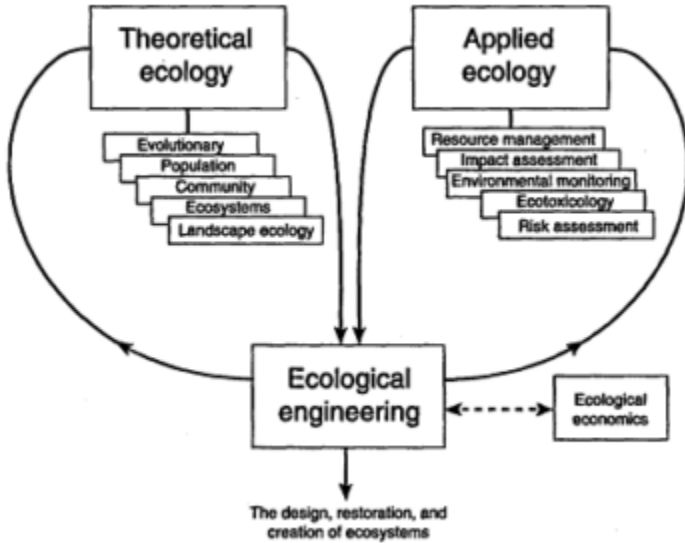 Theoretical
ecology
Applied
ecology
Evolutionary
Population
Community
Ecosystems
Landscape ecology
Resource management
Impact assessment
Environmental monitoring
Ecotoxicology
Risk assessment
Ecological
engineering
Ecological
economics
The design, restoration, and
creation of ecosystems